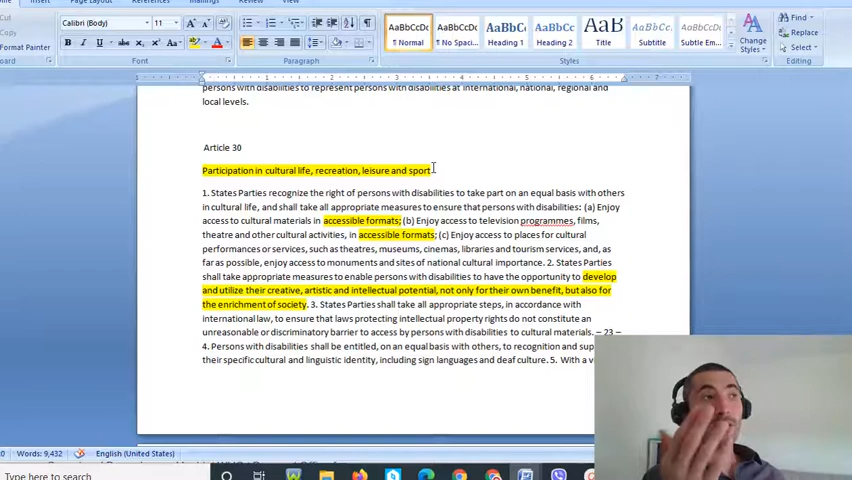 Insert
Mailings
Cut
Copy
Format Painter
Calibri (Body)
11
AaBbCcDc
AaBbCcDc
AaBbCc
AaBbCc
AaB
AaBbCcL
AaBbCcDc
¶ Normal
¶ No Spaci...
Heading 1
Heading 2
Title
Subtitle
Subtle Em...
Change
Styles
Find
Replace
Select
Font
Paragraph
Styles
Editing
persons with disabilities to represent persons with disabilities at international, national, regional and
local levels.
Article 30
Participation in cultural life, recreation, leisure and sport
1. States Parties recognize the right of persons with disabilities to take part on an equal basis with others
in cultural life, and shall take all appropriate measures to ensure that persons with disabilities: (a) Enjoy
access to cultural materials in accessible formats; (b) Enjoy access to television programmes, films,
theatre and other cultural activities, in accessible formats; (c) Enjoy access to places for cultural
performances or services, such as theatres, museums, cinemas, libraries and tourism services, and, as
far as possible, enjoy access to monuments and sites of national cultural importance. 2. States Parties
shall take appropriate measures to enable persons with disabilities to have the opportunity to develop
and utilize their creative, artistic and intellectual potential, not only for their own benefit, but also for
the enrichment of society. 3. States Parties shall take all appropriate steps, in accordance with
international law, to ensure that laws protecting intellectual property rights do not constitute an
unreasonable or discriminatory barrier to access by persons with disabilities to cultural materials. – 23 –
4. Persons with disabilities shall be entitled, on an equal basis with others, to recognition and
their specific cultural and linguistic identity, including sign languages and deaf culture. 5. With a
Words: 9,432
English (United States)
Type here to search